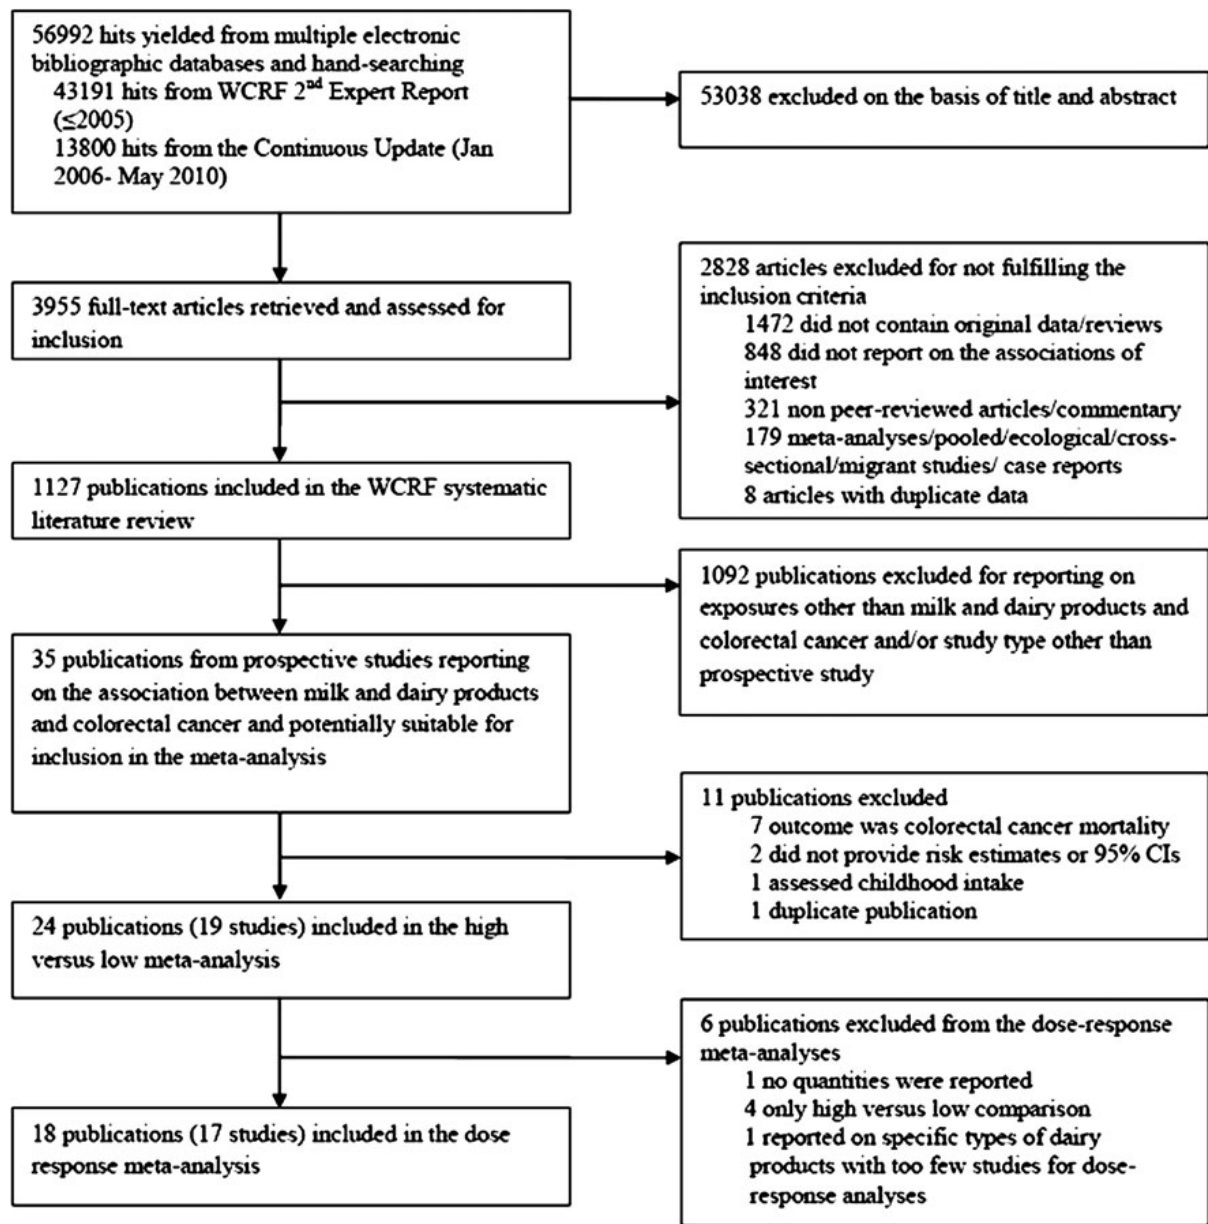 56992 hits yielded from multiple electronic
bibliographic databases and hand-searching
43191 hits from WCRF 2nd Expert Report
(≤2005)
13800 hits from the Continuous Update (Jan
2006- May 2010)
53038 excluded on the basis of title and abstract
3955 full-text articles retrieved and assessed for
inclusion
2828 articles excluded for not fulfilling the
inclusion criteria
1472 did not contain original data/reviews
848 did not report on the associations of
interest
321 non peer-reviewed articles/commentary
179 meta-analyses/pooled/ecological/cross-
sectional/migrant studies/ case reports
8 articles with duplicate data
1127 publications included in the WCRF systematic
literature review
1092 publications excluded for reporting on
exposures other than milk and dairy products and
colorectal cancer and/or study type other than
prospective study
35 publications from prospective studies reporting
on the association between milk and dairy products
and colorectal cancer and potentially suitable for
inclusion in the meta-analysis
11 publications excluded
7 outcome was colorectal cancer mortality
2 did not provide risk estimates or 95% CIs
1 assessed childhood intake
1 duplicate publication
24 publications (19 studies) included in the high
versus low meta-analysis
6 publications excluded from the dose-response
meta-analyses
1 no quantities were reported
4 only high versus low comparison
1 reported on specific types of dairy
products with too few studies for dose-
response analyses
18 publications (17 studies) included in the dose
response meta-analysis